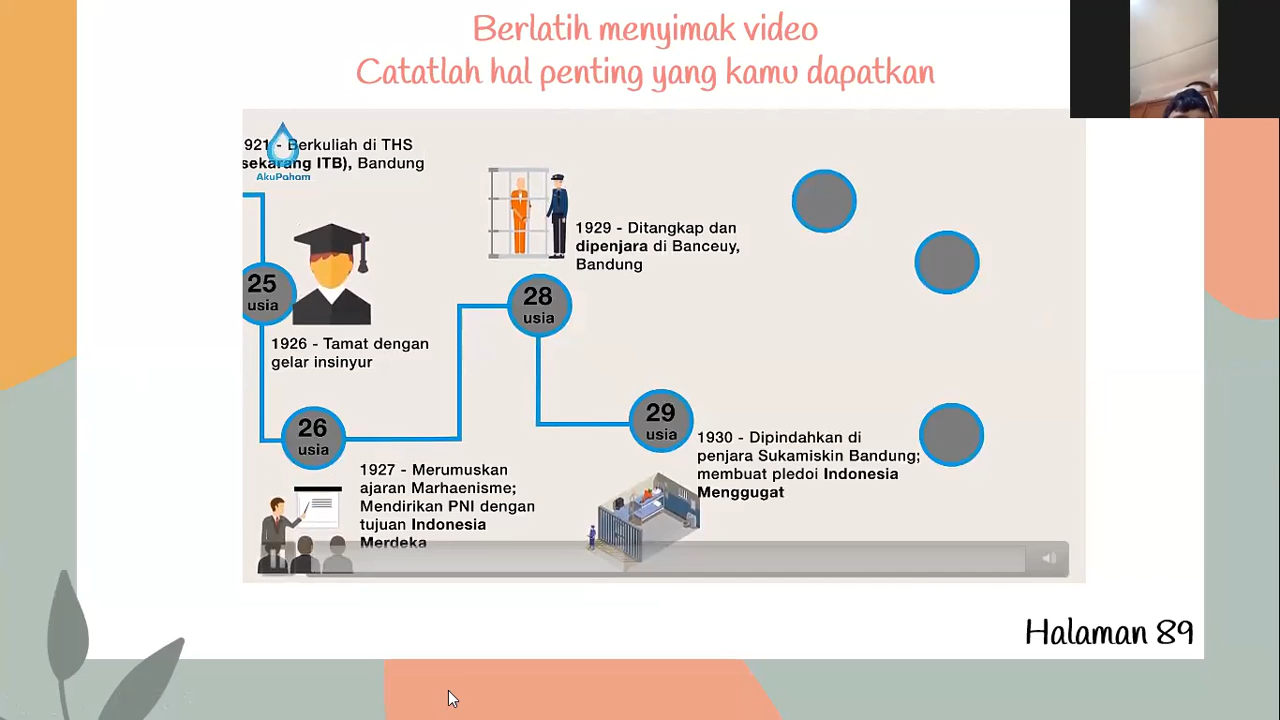 Berlatih menyimak video
Catatlah hal penting yang kamu dapatkan
921 - Berkuliah di THS
sekarang ITB), Bandung
AkuPaham
25
usia
1926 - Tamat dengan
gelar insinyur
26
usia
1927 - Merumuskan
ajaran Marhaenisme;
Mendirikan PNI dengan
tujuan Indonesia
Merdeka
28
usia
1929 - Ditangkap dan
dipenjara di Banceuy,
Bandung
29
usia
1930 - Dipindahkan di
penjara Sukamiskin Bandung;
membuat pledoi Indonesia
Menggugat
Halaman 89